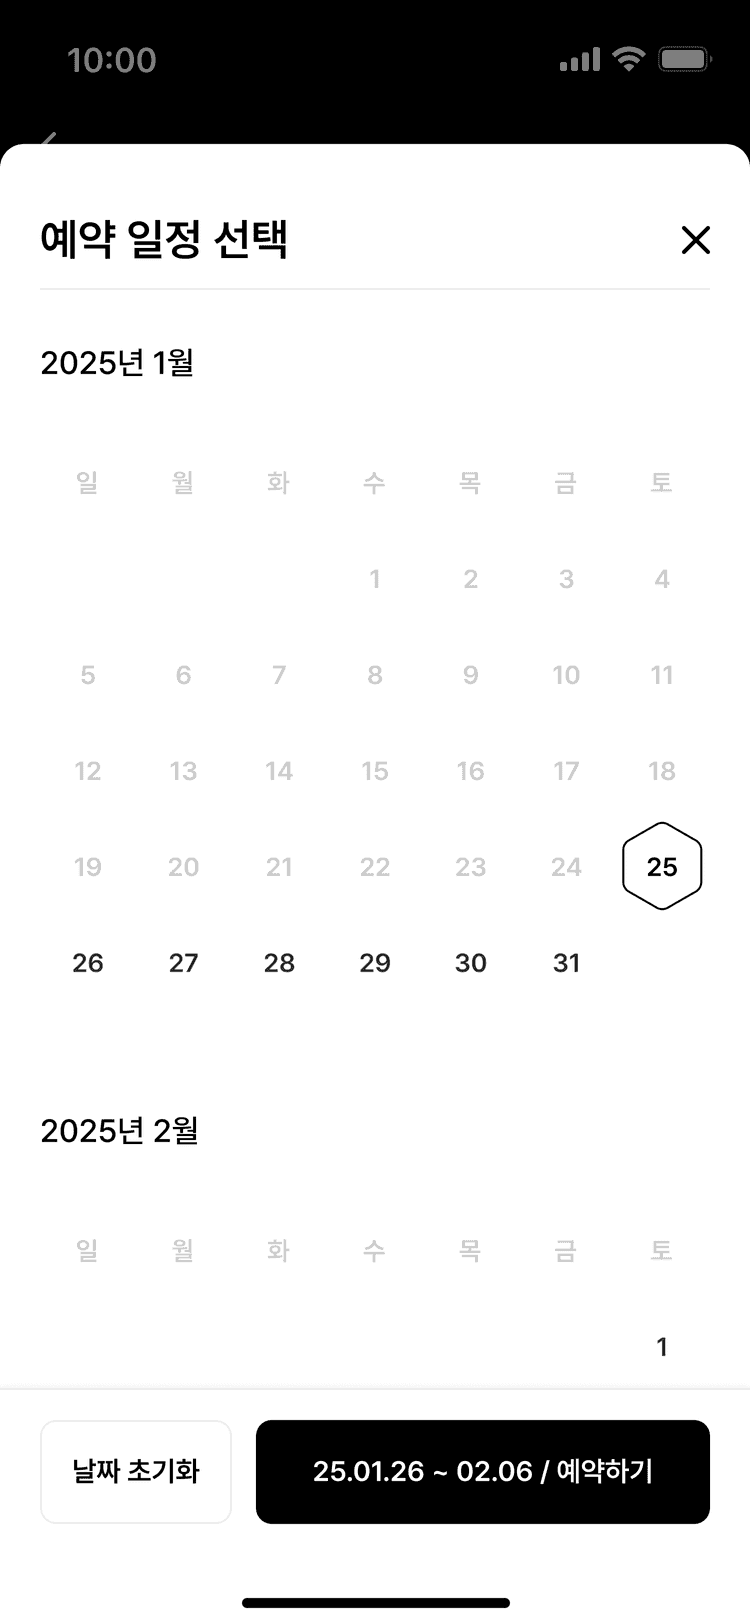 10:00
예약 일정 선택
2025년 1월
일 월 화 수 목 금 토
1 2 3 4
5 6 7 8 9 10 11
12 13 14 15 16 17 18
19 20 21 22 23 24 25
26 27 28 29 30 31
2025년 2월
일 월 화 수 목 금 토
1
날짜 초기화
25.01.26 ~ 02.06 / 예약하기